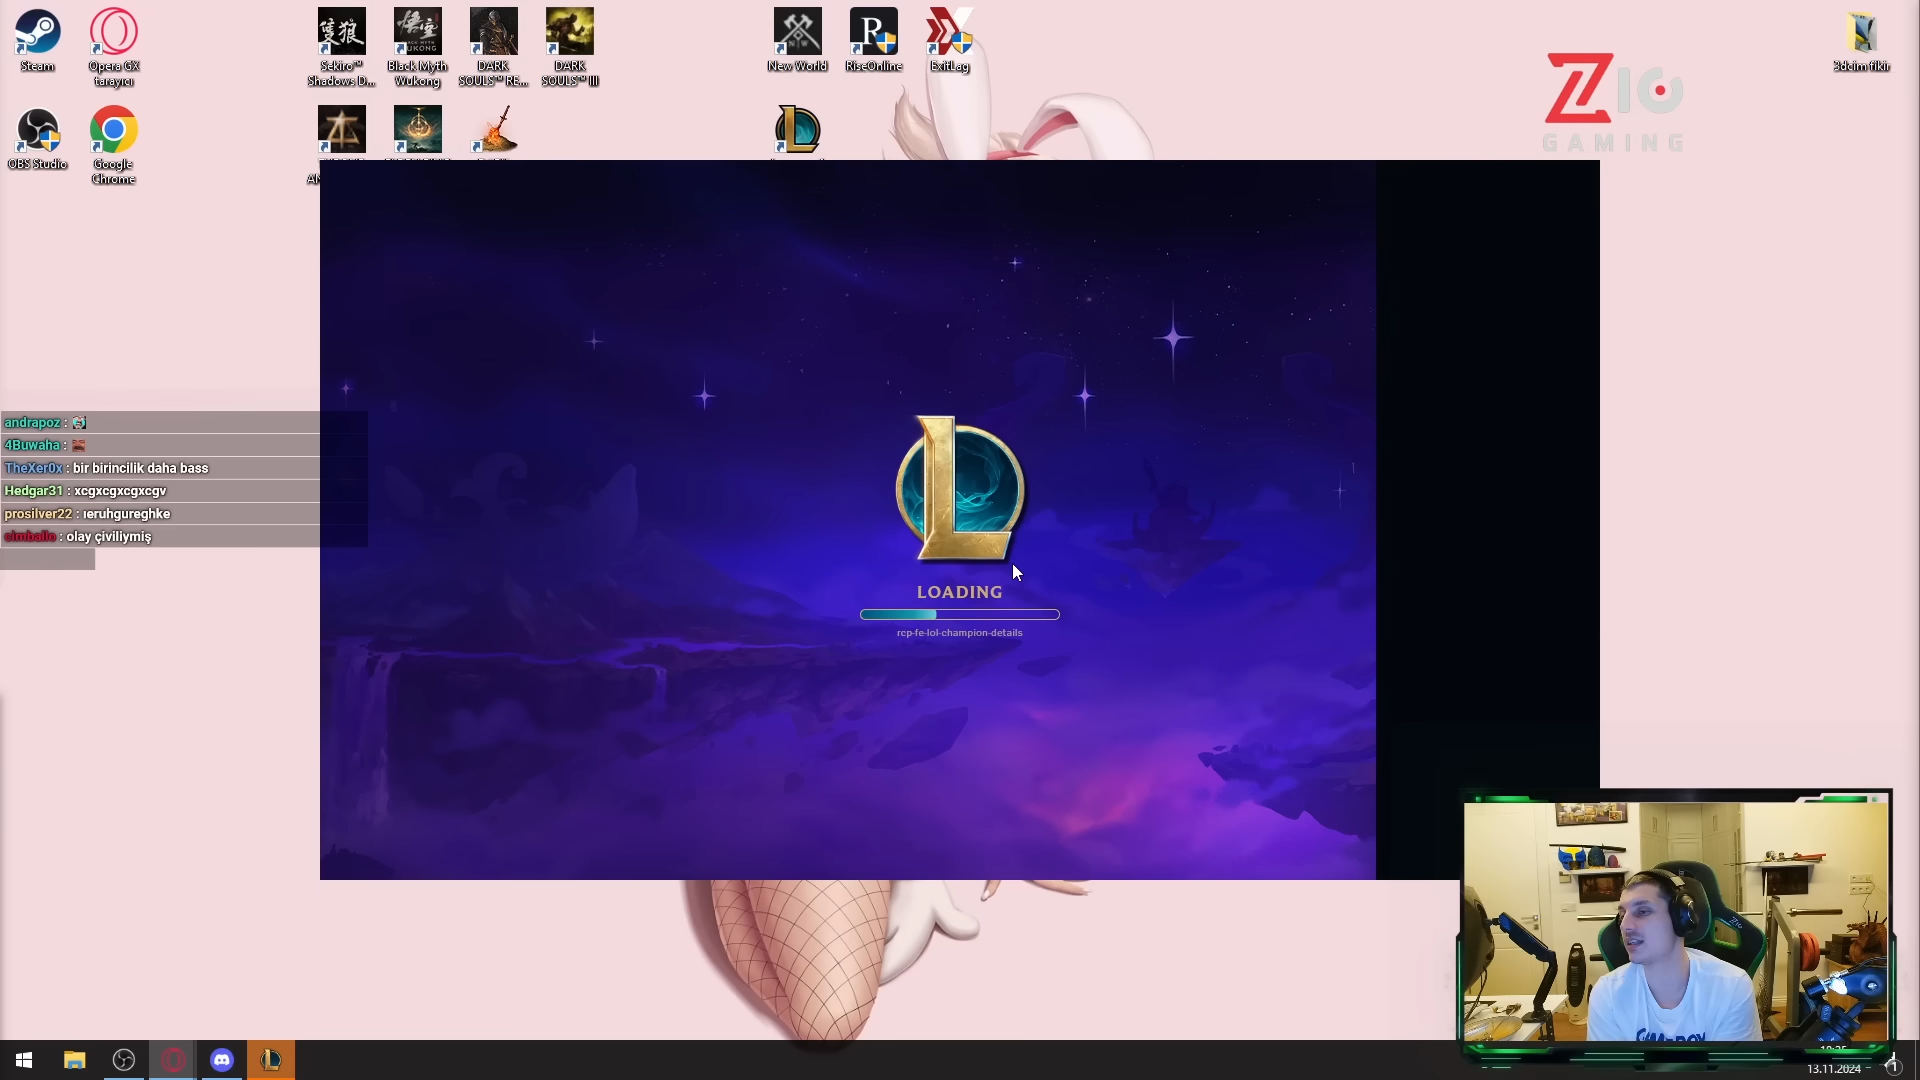 Steam
Opera GX
tarayıcı
Sekiro™
Shadows D...
Black Myth
Wukong
DARK
SOULS™ RE...
DARK
SOULS™ III
New World
RiseOnline
ExitLag
3dcim fikir
OBS Studio
Google
Chrome
ZIG
GAMING
andrapoz :
4Buwaha :
TheXer0x : bir birincilik daha bass
Hedgar31 : xcgxcgxcgxcgv
prosilver22 : ıeruhgureghke
cimballo : olay çiviliymiş
LOADING
rcp-fe-lol-champion-details
13.11.2024